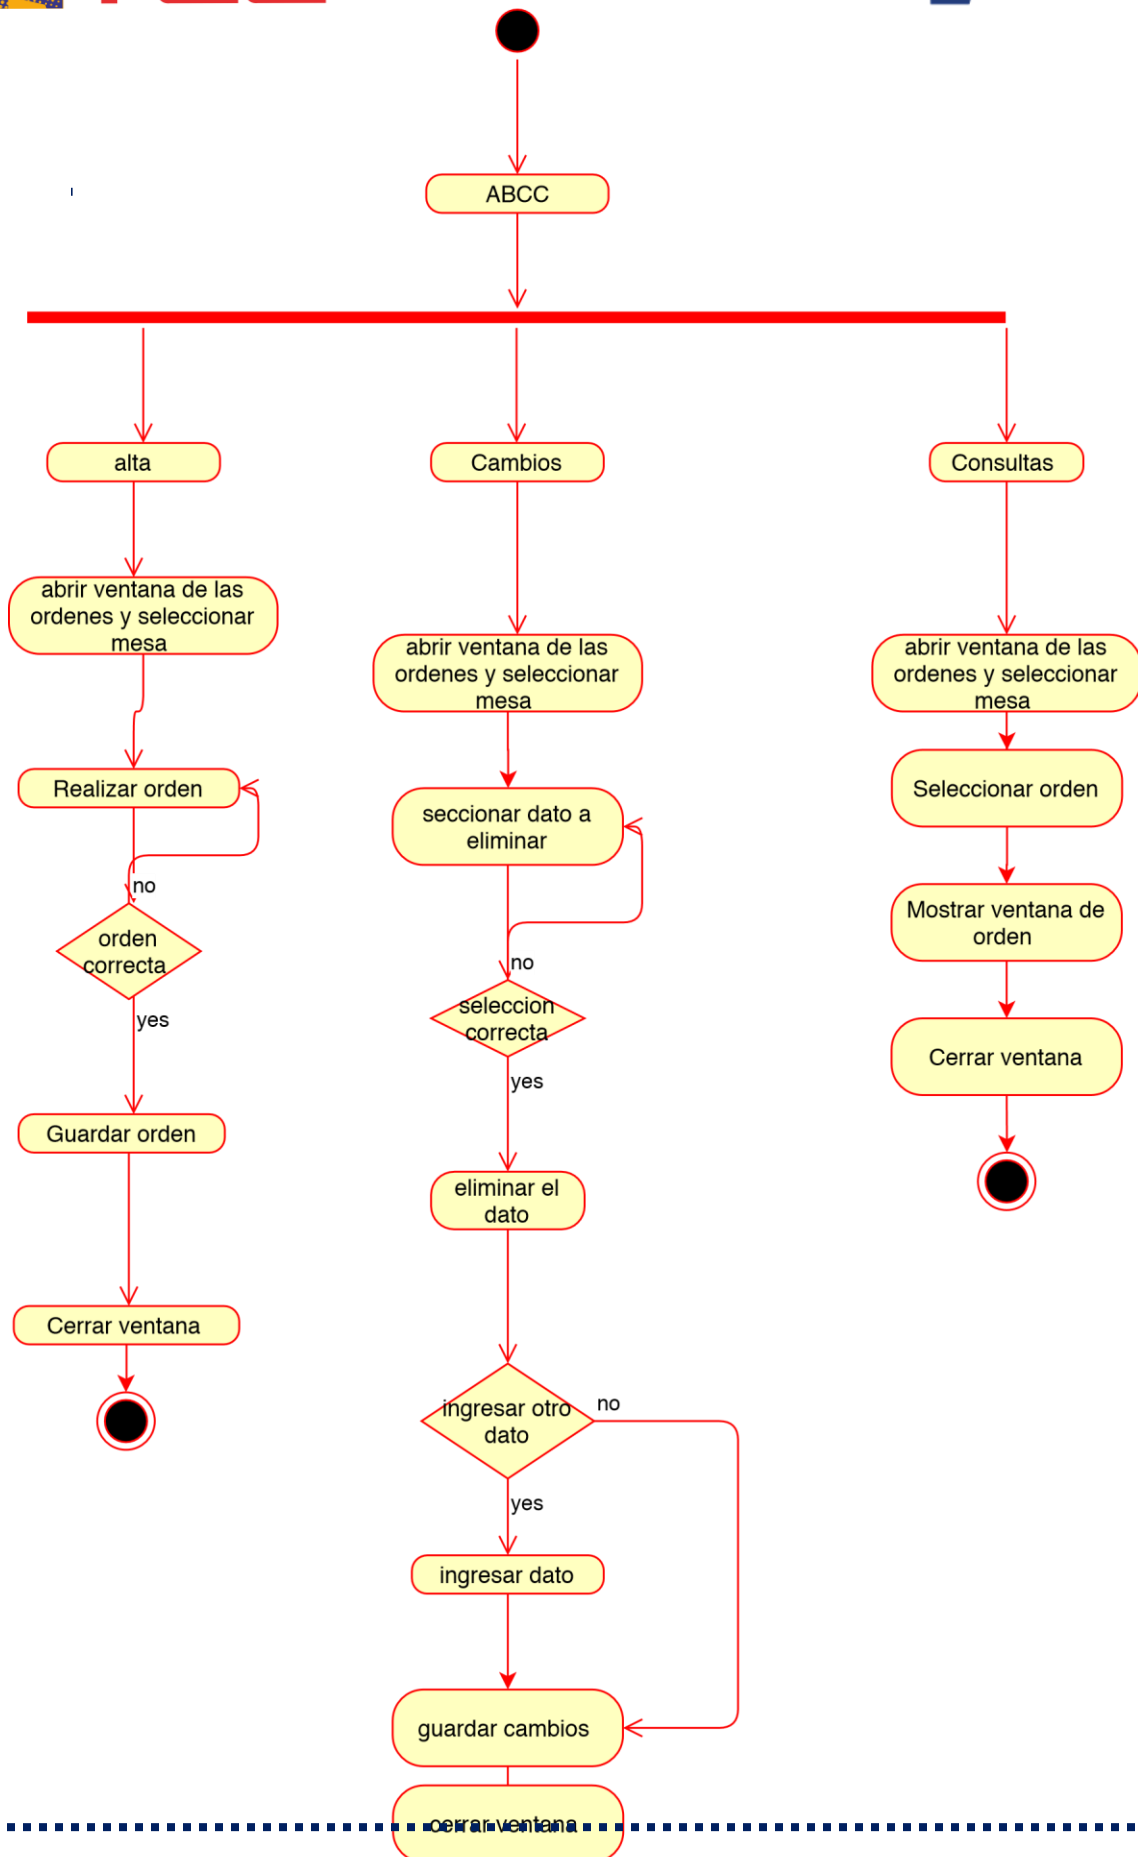 ABCC
alta
abrir ventana de las
ordenes y seleccionar
mesa
Realizar orden
no
orden
correcta
yes
Guardar orden
Cerrar ventana
Cambios
abrir ventana de las
ordenes y seleccionar
mesa
seccionar dato a
eliminar
no
seleccion
correcta
yes
eliminar el
dato
ingresar otro
dato
no
yes
ingresar dato
guardar cambios
cerrar ventana
Consultas
abrir ventana de las
ordenes y seleccionar
mesa
Seleccionar orden
Mostrar ventana de
orden
Cerrar ventana